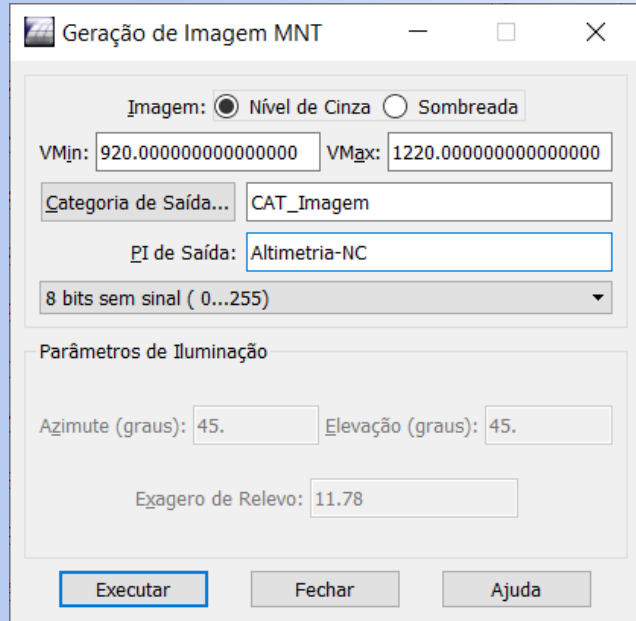 Geração de Imagem MNT
Imagem: Nível de Cinza Sombreada
VMin: 920.000000000000000 VMax: 1220.000000000000000
Categoria de Saída... CAT_Imagem
PI de Saída: Altimetria-NC
8 bits sem sinal ( 0...255)
Parâmetros de Iluminação
Azimute (graus): 45. Elevação (graus): 45.
Exagero de Relevo: 11.78
Executar Fechar Ajuda